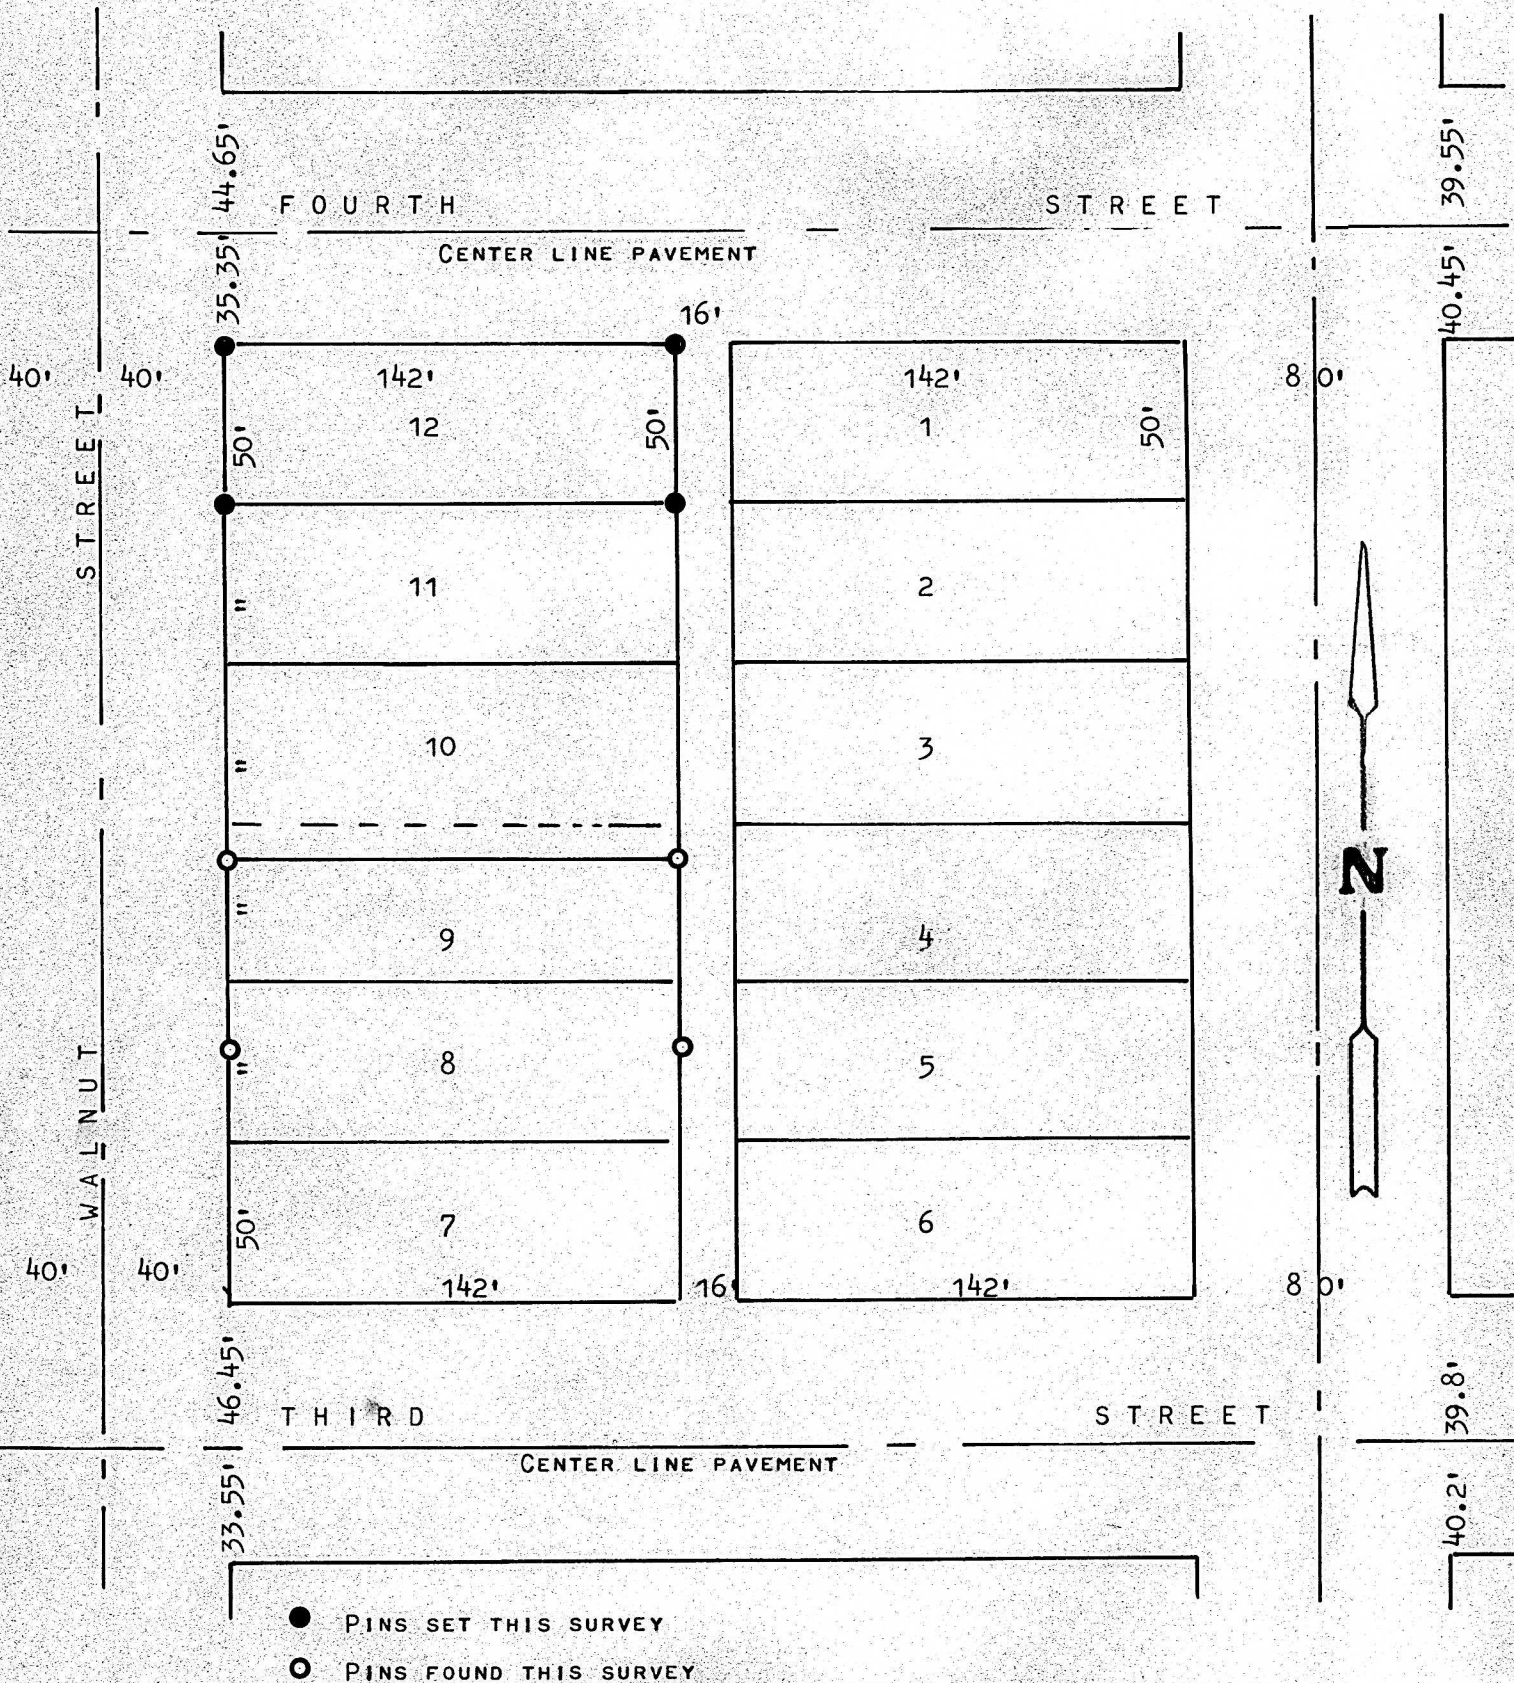 44.65'
39.55'
FOURTH STREET
CENTER LINE PAVEMENT
35.35'
40.45'
16'
40' 40' 142' 142' 80'
12 1
50' 50' 50'
STREET
11 2
"
10 3
"
N
"
9 4
8 5
"
WALNUT
7 6
50'
40' 40' 142' 16' 142' 80'
46.45'
39.8'
THIRD STREET
CENTER LINE PAVEMENT
33.55'
40.2'
PINS SET THIS SURVEY
PINS FOUND THIS SURVEY